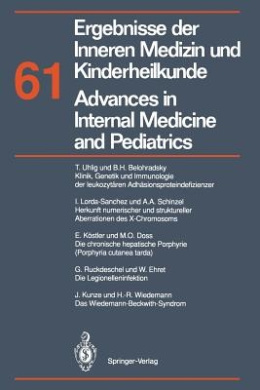 61
Ergebnisse der
Inneren Medizin und
Kinderheilkunde
Advances in
Internal Medicine
and Pediatrics
T. Uhlig und B.H. Belohradsky
Klinik, Genetik und Immunologie
der leukozytären Adhäsionsproteindefizienzer
I. Lorda-Sanchez und A.A. Schinzel
Herkunft numerischer und struktureller
Aberrationen des X-Chromosoms
E. Köstler und M.O. Doss
Die chronische hepatische Porphyrie
(Porphyria cutanea tarda)
G. Ruckdeschel und W. Ehret
Die Legionelleninfektion
J. Kunze und H.-R. Wiedemann
Das Wiedemann-Beckwith-Syndrom
Springer-Verlag